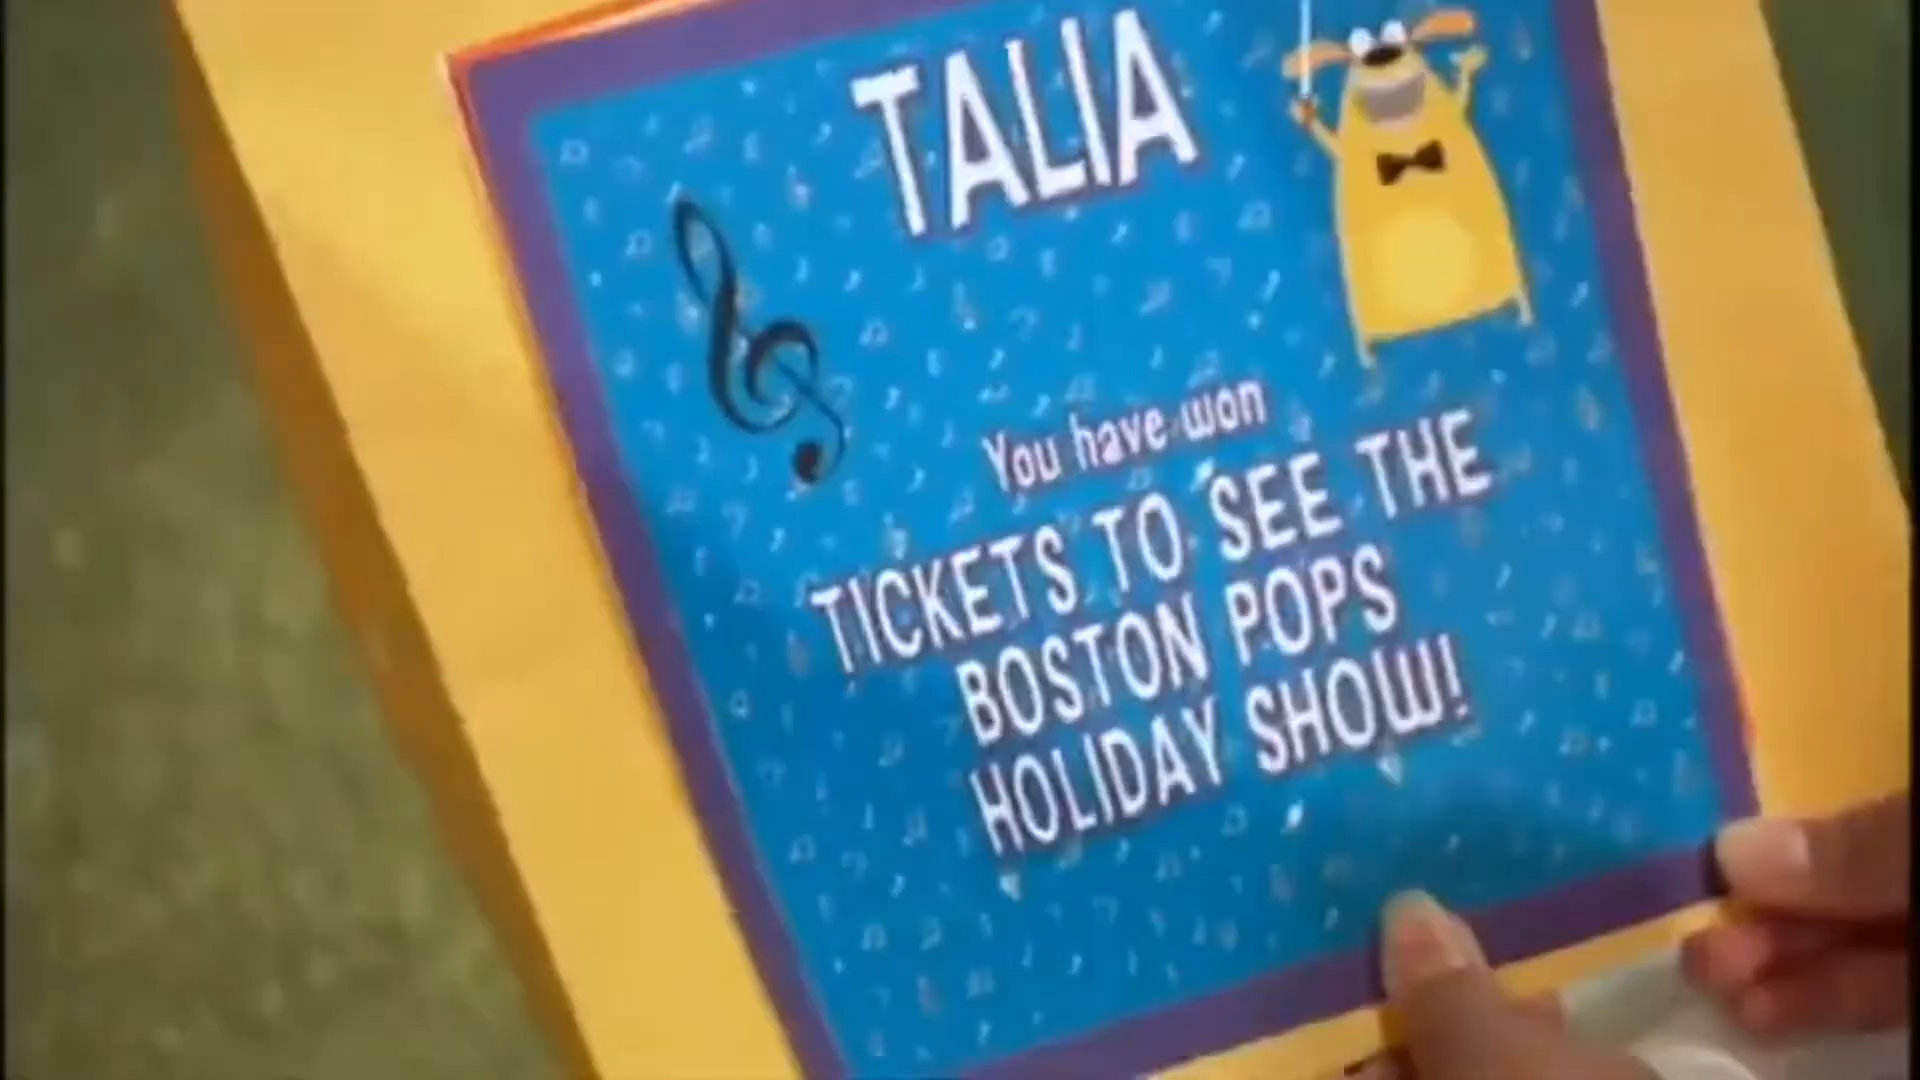 TALIA
You have won
TICKETS TO SEE THE
BOSTON POPS
HOLIDAY SHOW!